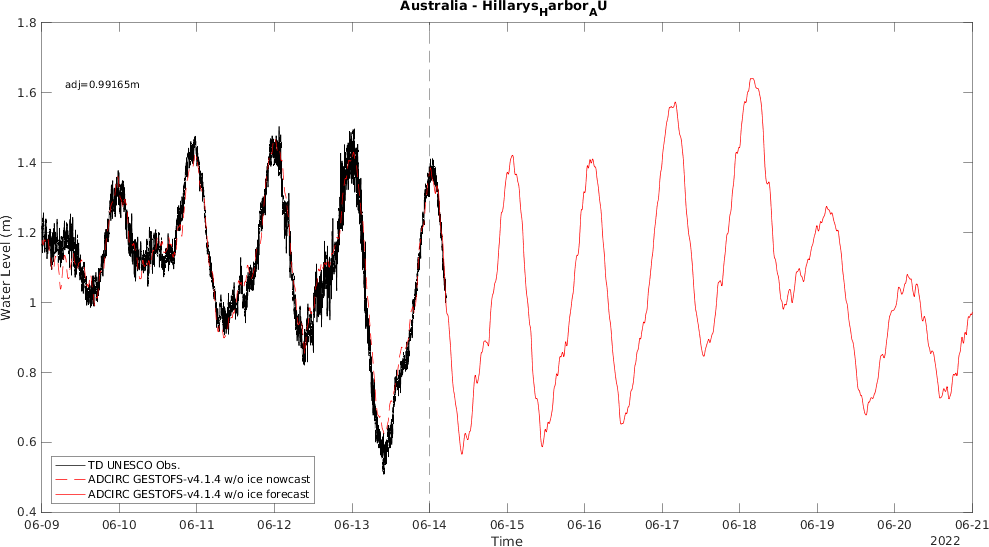 Australia - HillarysHarborAU
1.8
adj=0.99165m
1.6
1.4
1.2
1
0.8
0.6
0.4
Water Level (m)
TD UNESCO Obs.
ADCIRC GESTOFS-v4.1.4 w/o ice nowcast
ADCIRC GESTOFS-v4.1.4 w/o ice forecast
06-09 06-10 06-11 06-12 06-13 06-14 06-15 06-16 06-17 06-18 06-19 06-20 06-21
Time
2022